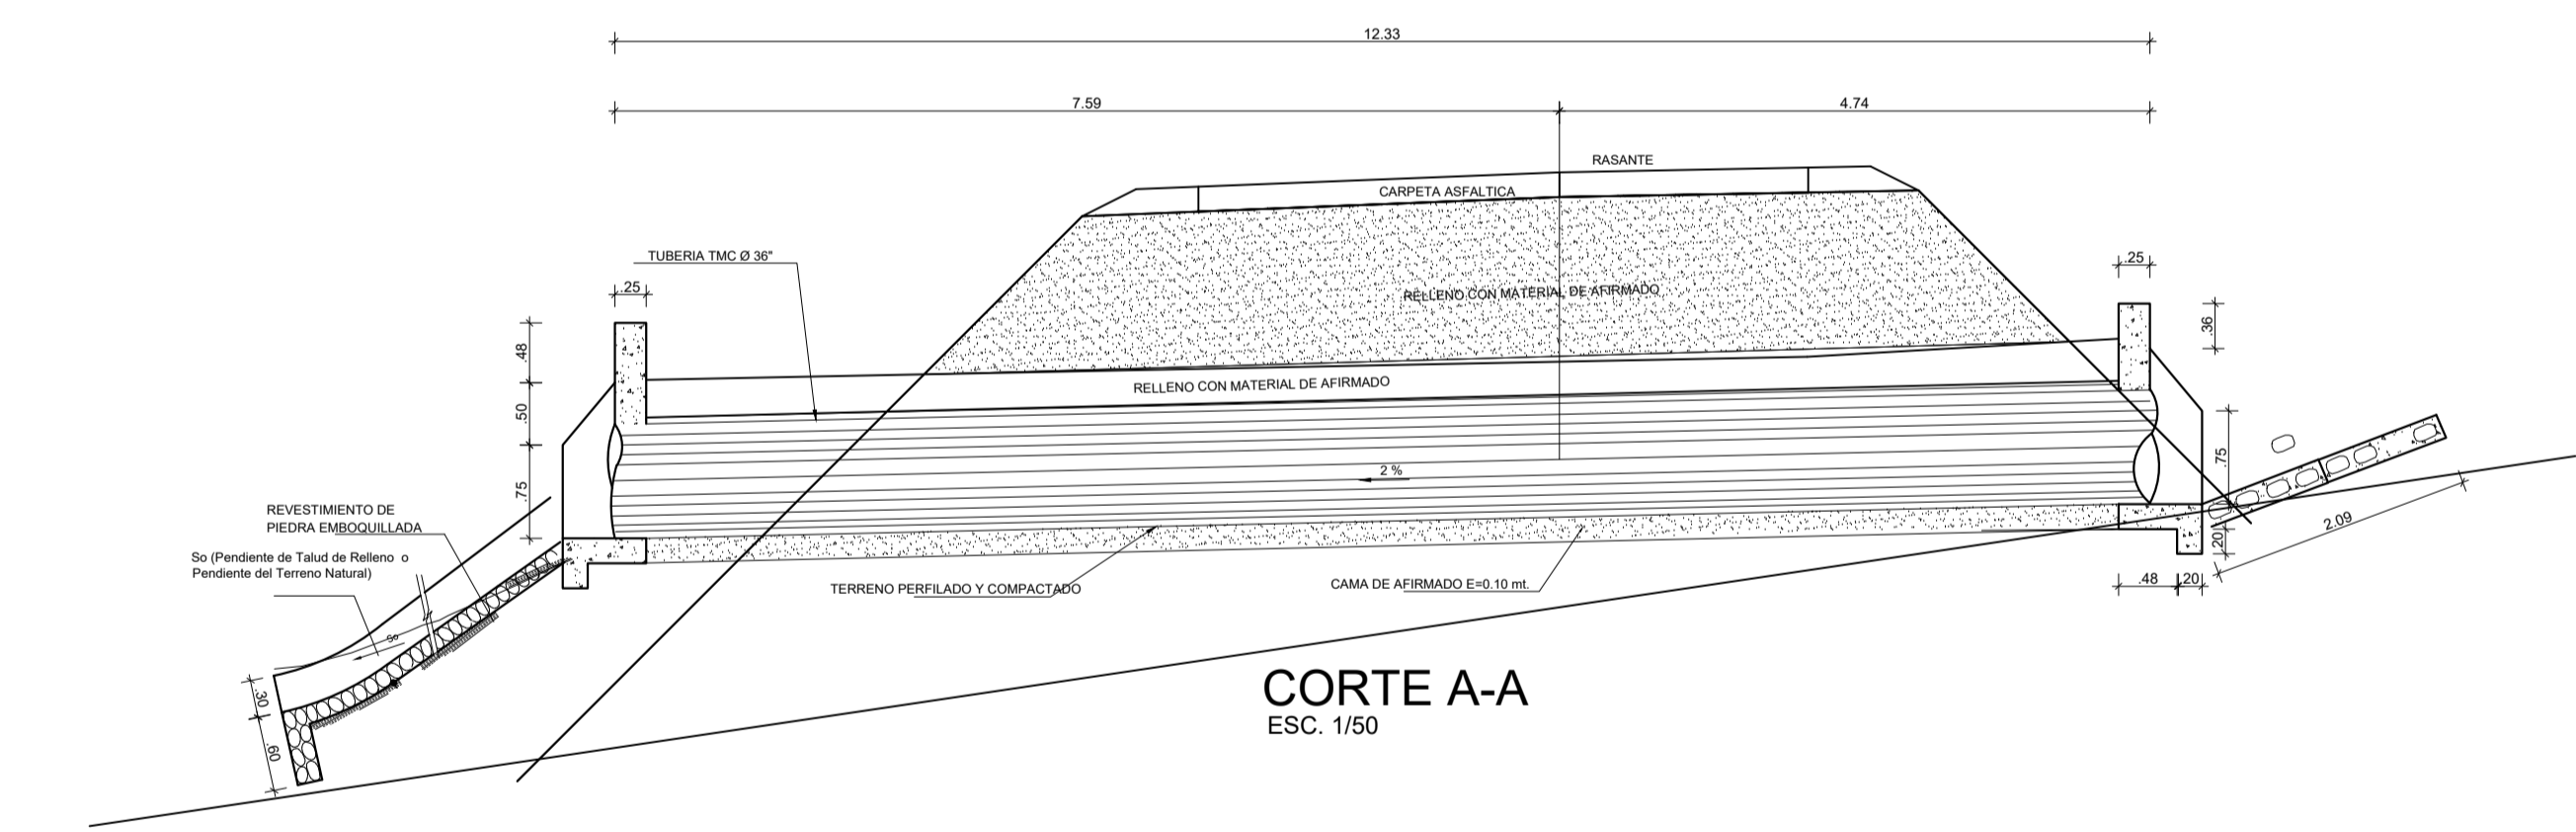 12.33
7.59
4.74
RASANTE
CARPETA ASFALTICA
TUBERIA TMC Ø 36"
.25
.25
RELLENO CON MATERIAL DE AFIRMADO
.36
.48
RELLENO CON MATERIAL DE AFIRMADO
.50
2 %
.75
.75
REVESTIMIENTO DE
PIEDRA EMBOQUILLADA
2.09
.20
So (Pendiente de Talud de Relleno o
Pendiente del Terreno Natural)
TERRENO PERFILADO Y COMPACTADO
CAMA DE AFIRMADO E=0.10 mt.
.48
.20
So
.30
.60
CORTE A-A
ESC. 1/50